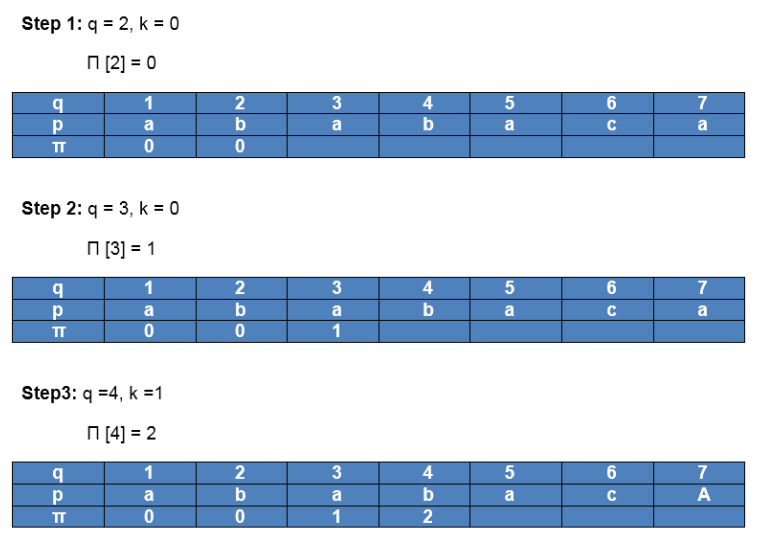 Step 1: q = 2, k = 0
Π [2] = 0
q 1 2 3 4 5 6 7
p a b a b a c a
π 0 0
Step 2: q = 3, k = 0
Π [3] = 1
q 1 2 3 4 5 6 7
p a b a b a c a
π 0 0 1
Step3: q =4, k =1
Π [4] = 2
q 1 2 3 4 5 6 7
p a b a b a c A
π 0 0 1 2